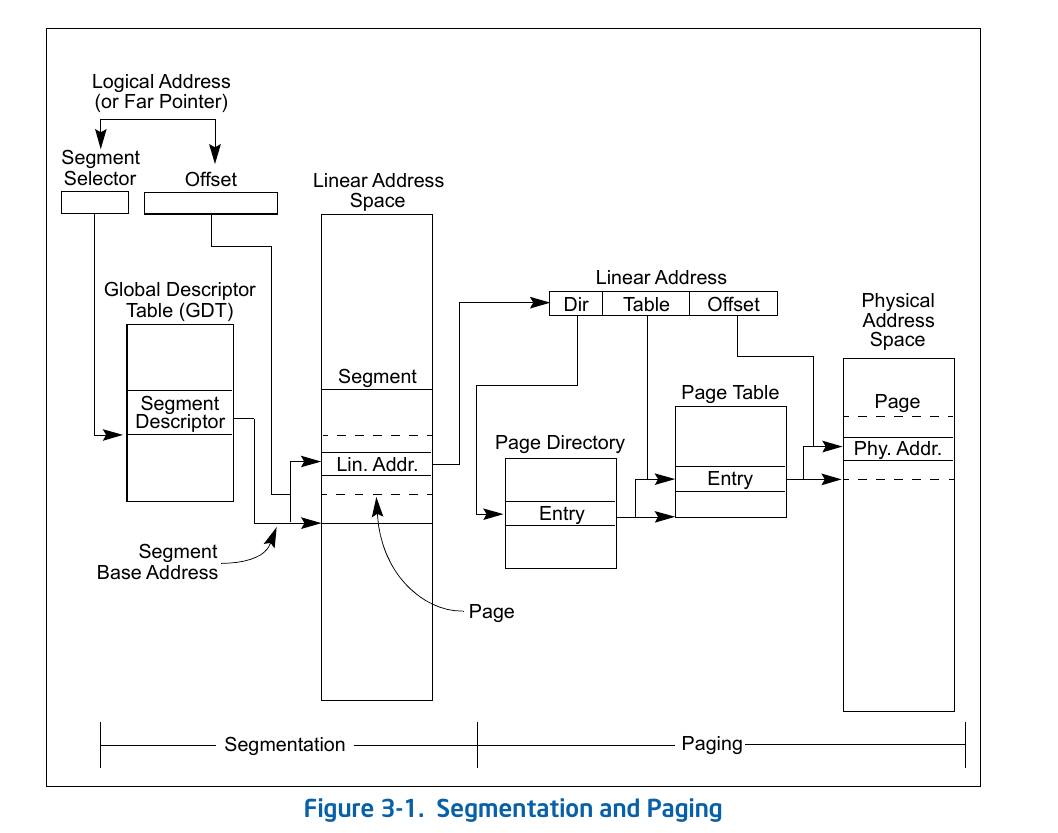 Logical Address
(or Far Pointer)
Segment
Selector
Offset
Linear Address
Space
Global Descriptor
Table (GDT)
Segment
Descriptor
Segment
Base Address
Segment
Lin. Addr.
Page
Linear Address
Dir
Table
Offset
Page Directory
Entry
Page Table
Entry
Physical
Address
Space
Page
Phy. Addr.
Segmentation
Paging
Figure 3-1. Segmentation and Paging